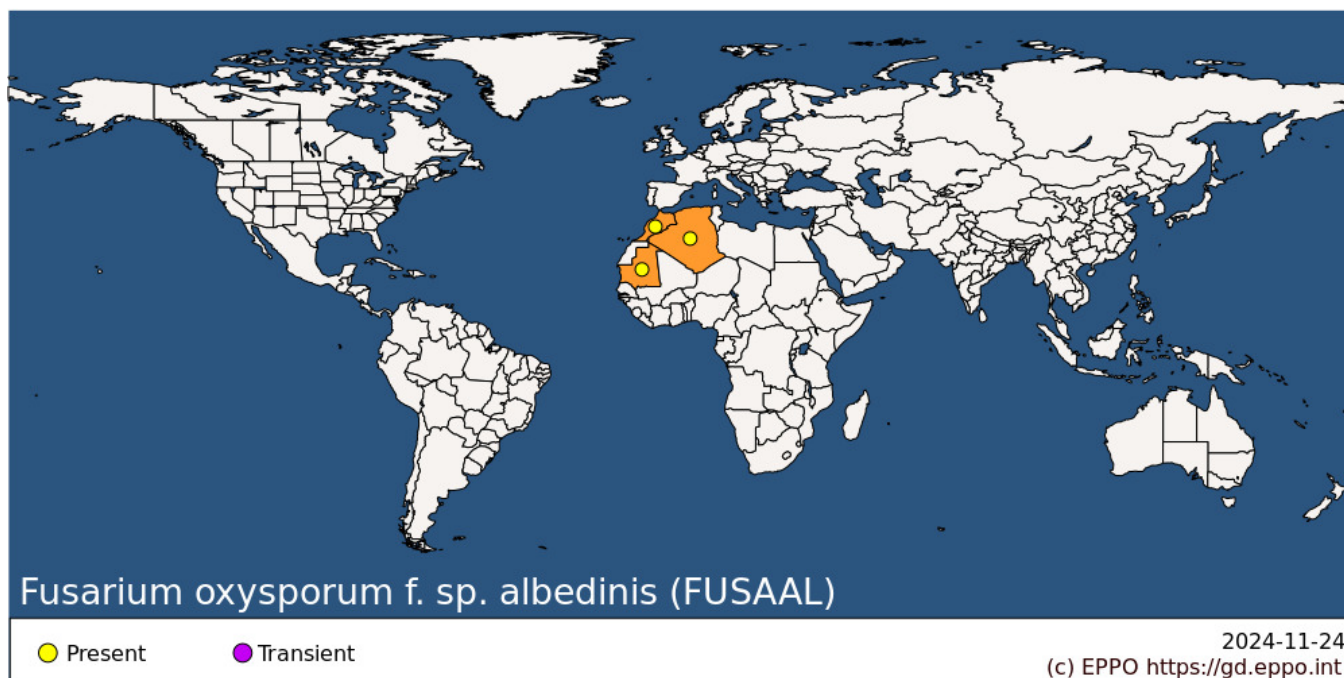 Fusarium oxysporum f. sp. albedinis (FUSAAL)
Present
Transient
2024-11-24
(c) EPPO https://gd.eppo.int